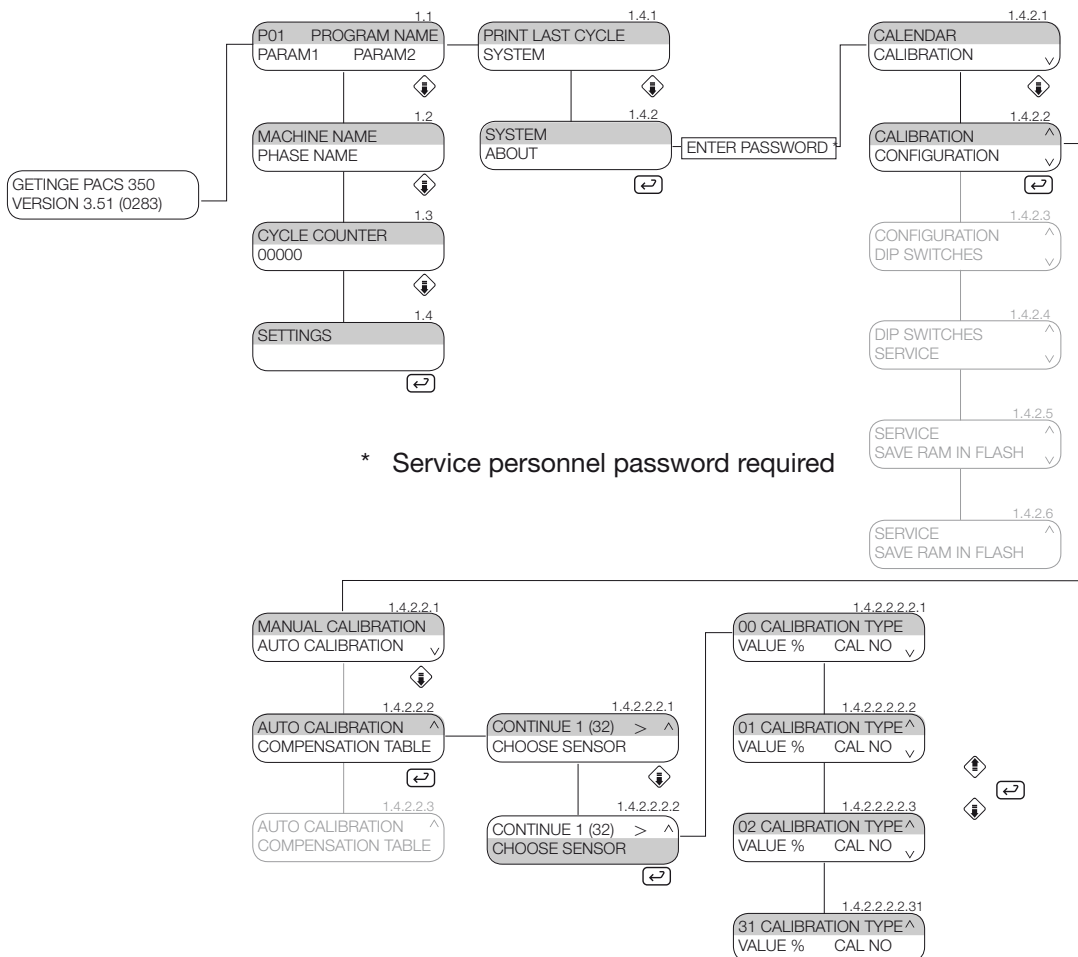 GETINGE PACS 350
VERSION 3.51 (0283)
1.1
P01 PROGRAM NAME
PARAM1 PARAM2
1.2
MACHINE NAME
PHASE NAME
1.3
CYCLE COUNTER
00000
1.4
SETTINGS
1.4.1
PRINT LAST CYCLE
SYSTEM
1.4.2
SYSTEM
ABOUT
ENTER PASSWORD *
1.4.2.1
CALENDAR
CALIBRATION
1.4.2.2
CALIBRATION
CONFIGURATION
1.4.2.3
CONFIGURATION
DIP SWITCHES
1.4.2.4
DIP SWITCHES
SERVICE
1.4.2.5
SERVICE
SAVE RAM IN FLASH
1.4.2.6
SERVICE
SAVE RAM IN FLASH
* Service personnel password required
1.4.2.2.1
MANUAL CALIBRATION
AUTO CALIBRATION
1.4.2.2.2
AUTO CALIBRATION
COMPENSATION TABLE
1.4.2.2.3
AUTO CALIBRATION
COMPENSATION TABLE
1.4.2.2.2.1
CONTINUE 1 (32) >
CHOOSE SENSOR
1.4.2.2.2.2
CONTINUE 1 (32) >
CHOOSE SENSOR
1.4.2.2.2.2.1
00 CALIBRATION TYPE
VALUE % CAL NO
1.4.2.2.2.2.2
01 CALIBRATION TYPE
VALUE % CAL NO
1.4.2.2.2.2.3
02 CALIBRATION TYPE
VALUE % CAL NO
1.4.2.2.2.2.31
31 CALIBRATION TYPE
VALUE % CAL NO